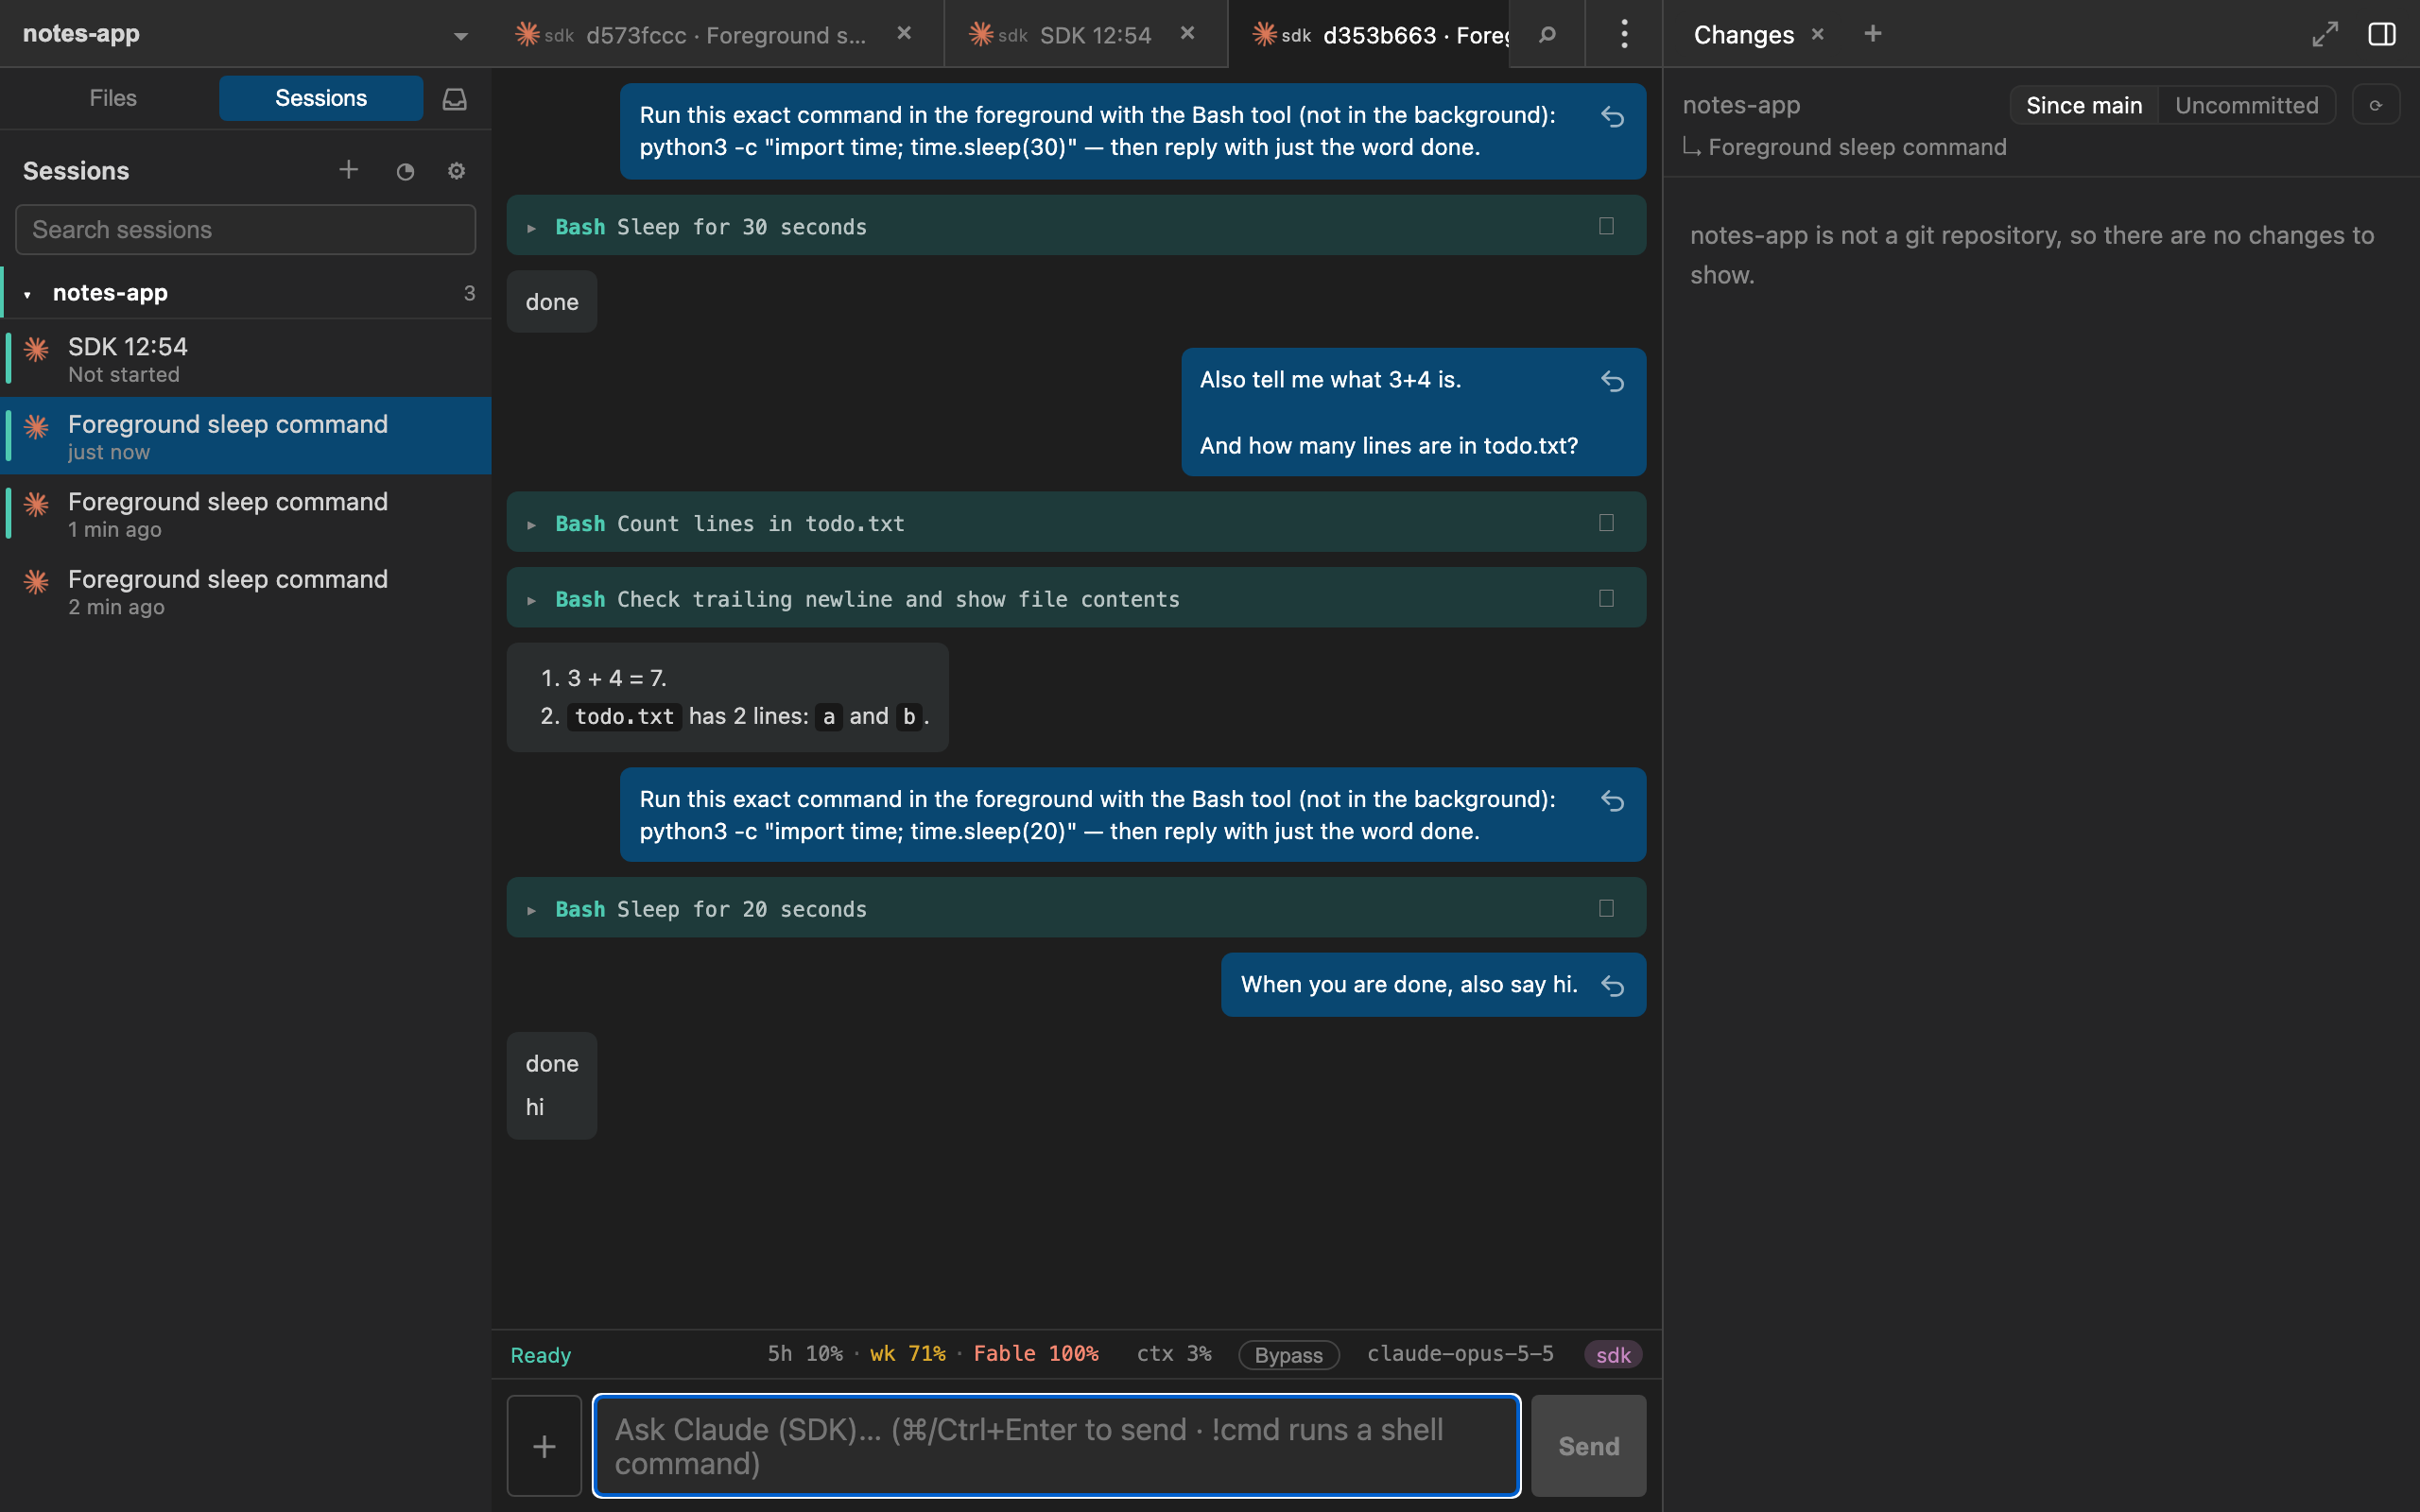 notes-app
Files
Sessions
Sessions
Search sessions
notes-app 3
SDK 12:54
Not started
Foreground sleep command
just now
Foreground sleep command
1 min ago
Foreground sleep command
2 min ago
sdk d573fccc · Foreground s...
sdk SDK 12:54
sdk d353b663 · Foreg
Run this exact command in the foreground with the Bash tool (not in the background):
python3 -c "import time; time.sleep(30)" — then reply with just the word done.
Bash Sleep for 30 seconds
done
Also tell me what 3+4 is.
And how many lines are in todo.txt?
Bash Count lines in todo.txt
Bash Check trailing newline and show file contents
1. 3 + 4 = 7.
2. todo.txt has 2 lines: a and b.
Run this exact command in the foreground with the Bash tool (not in the background):
python3 -c "import time; time.sleep(20)" — then reply with just the word done.
Bash Sleep for 20 seconds
When you are done, also say hi.
done
hi
Ready 5h 10% · wk 71% · Fable 100% ctx 3% Bypass claude-opus-5-5 sdk
Ask Claude (SDK)... (⌘/Ctrl+Enter to send · !cmd runs a shell
command)
Send
Changes
notes-app
Since main Uncommitted
Foreground sleep command
notes-app is not a git repository, so there are no changes to
show.